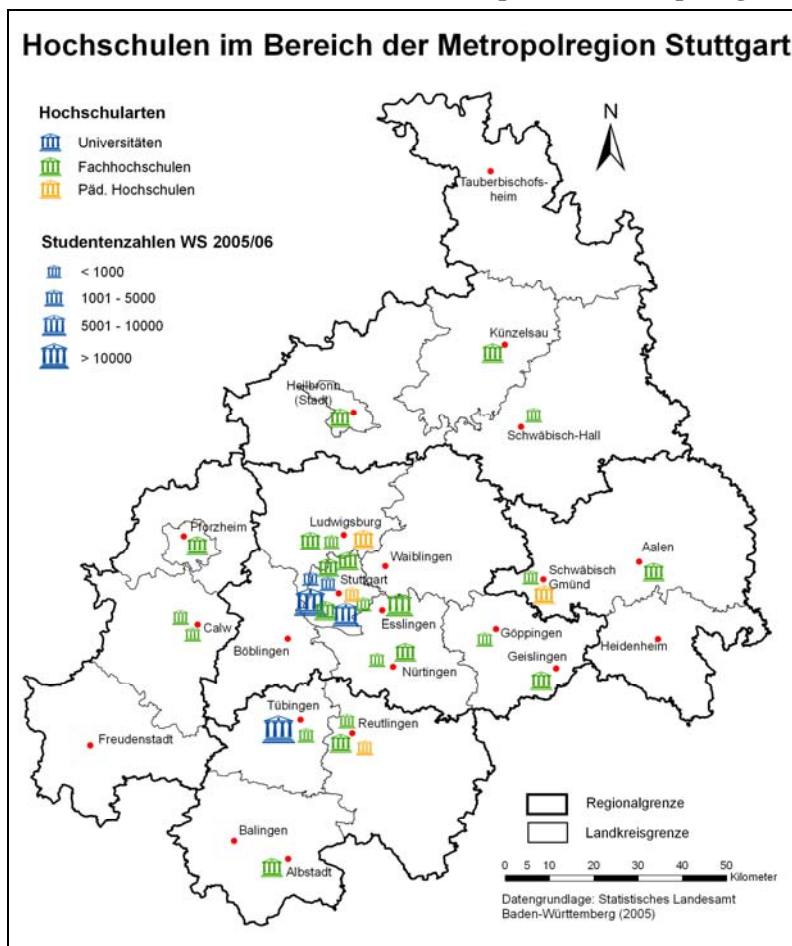 Hochschulen im Bereich der Metropolregion Stuttgart
Hochschularten
Universitäten
Fachhochschulen
Päd. Hochschulen
Studentenzahlen WS 2005/06
< 1000
1001 - 5000
5001 - 10000
> 10000
N
Tauberbischofs-
heim
Künzelsau
Heilbronn
(Stadt)
Schwäbisch-Hall
Pforzheim
Ludwigsburg
Waiblingen
Aalen
Schwäbisch
Gmünd
Stuttgart
Esslingen
Calw
Böblingen
Göppingen
Heidenheim
Geislingen
Nürtingen
Tübingen
Reutlingen
Freudenstadt
Balingen
Albstadt
Regionalgrenze
Landkreisgrenze
0 5 10 20 30 40 50
Kilometer
Datengrundlage: Statistisches Landesamt
Baden-Württemberg (2005)